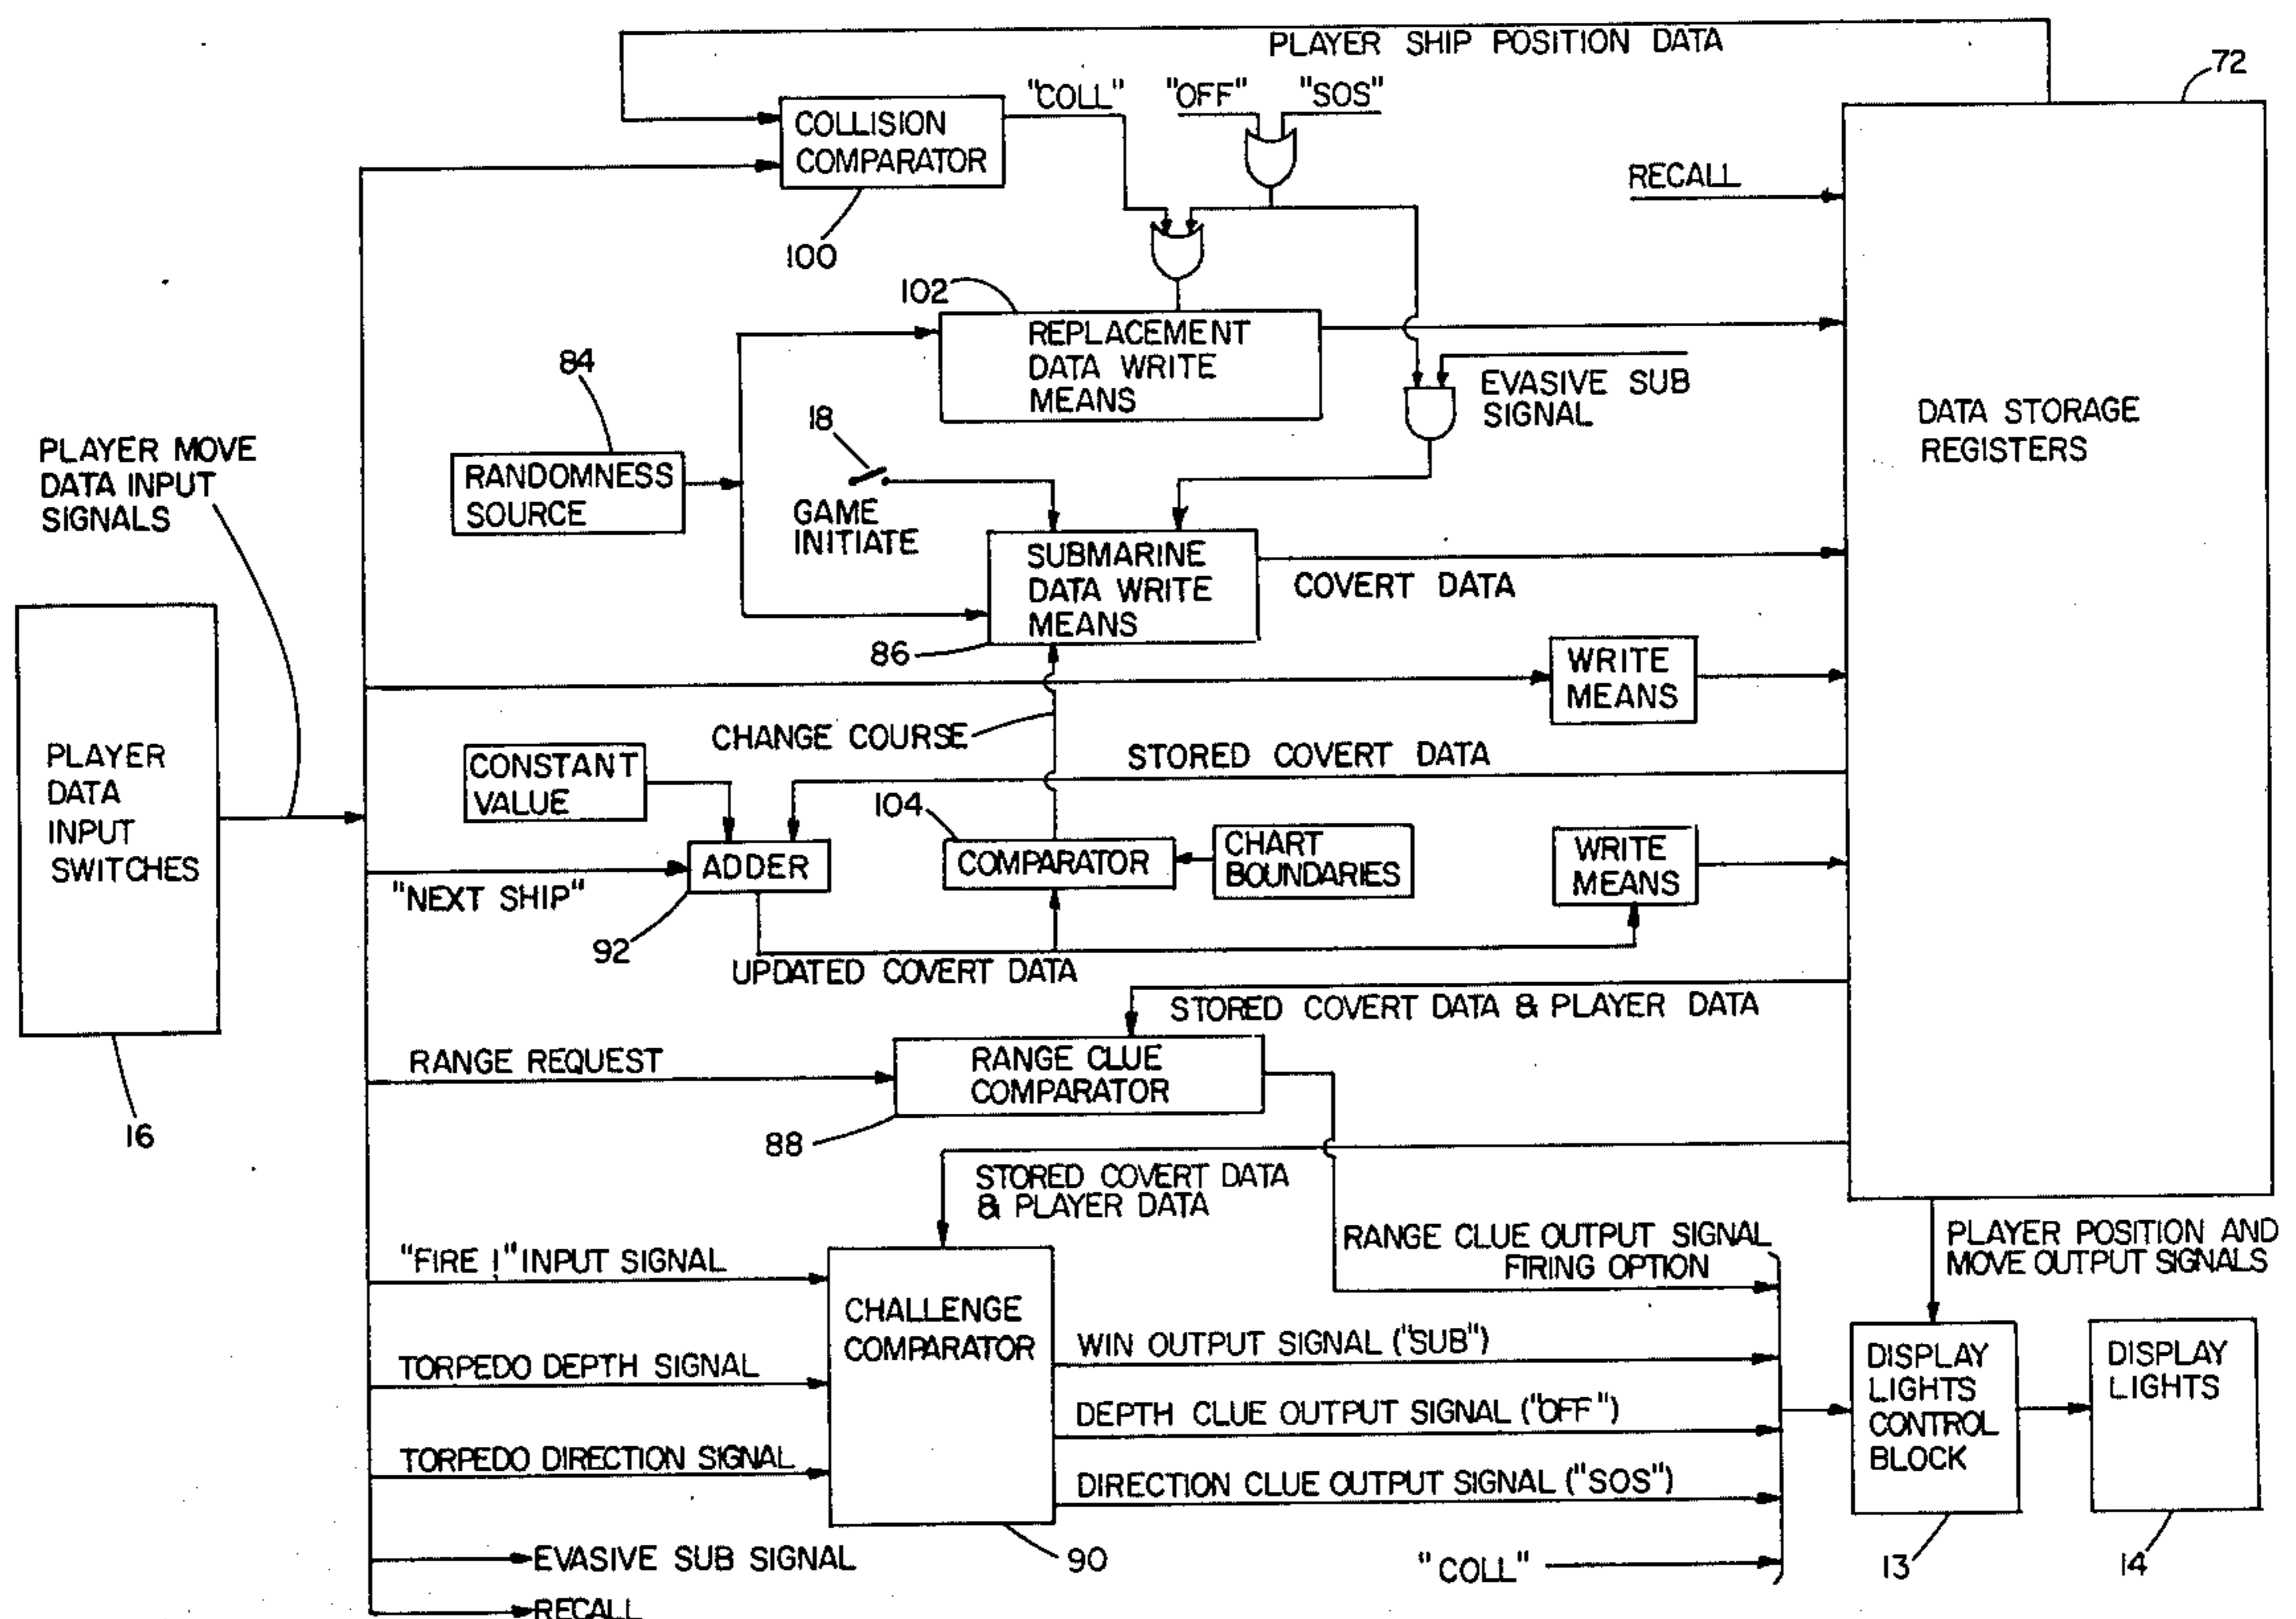 PLAYER SHIP POSITION DATA
72
"COLL"
"OFF"
"SOS"
COLLISION
COMPARATOR
100
RECALL
102
REPLACEMENT
DATA WRITE
MEANS
EVASIVE SUB
SIGNAL
DATA STORAGE
REGISTERS
84
RANDOMNESS
SOURCE
18
GAME
INITIATE
PLAYER MOVE
DATA INPUT
SIGNALS
SUBMARINE
DATA WRITE
MEANS
86
COVERT DATA
WRITE
MEANS
CHANGE COURSE
STORED COVERT DATA
PLAYER
DATA
INPUT
SWITCHES
16
CONSTANT
VALUE
104
ADDER
COMPARATOR
CHART
BOUNDARIES
WRITE
MEANS
"NEXT SHIP"
92
UPDATED COVERT DATA
STORED COVERT DATA & PLAYER DATA
RANGE REQUEST
RANGE CLUE
COMPARATOR
88
STORED COVERT DATA
& PLAYER DATA
RANGE CLUE OUTPUT SIGNAL
FIRING OPTION
PLAYER POSITION AND
MOVE OUTPUT SIGNALS
"FIRE !" INPUT SIGNAL
CHALLENGE
COMPARATOR
WIN OUTPUT SIGNAL ("SUB")
TORPEDO DEPTH SIGNAL
DEPTH CLUE OUTPUT SIGNAL ("OFF")
TORPEDO DIRECTION SIGNAL
DIRECTION CLUE OUTPUT SIGNAL ("SOS")
DISPLAY
LIGHTS
CONTROL
BLOCK
DISPLAY
LIGHTS
EVASIVE SUB SIGNAL
90
"COLL"
13
14
RECALL